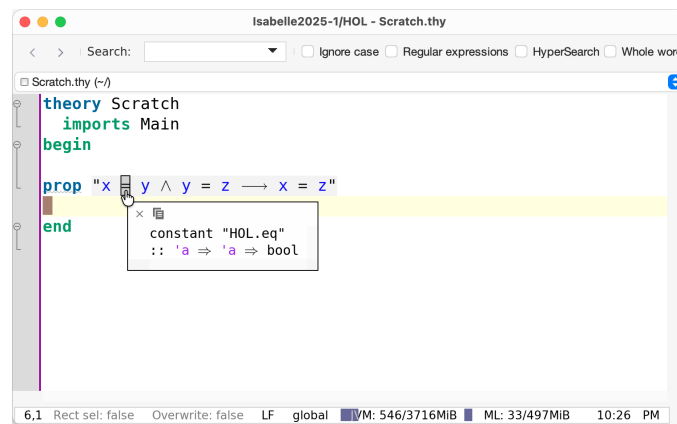 Isabelle2025-1/HOL - Scratch.thy
Search: Ignore case Regular expressions HyperSearch Whole wor
Scratch.thy (~/)
theory Scratch
imports Main
begin
prop "x = y ∧ y = z ⟶ x = z"
constant "HOL.eq"
:: 'a ⇒ 'a ⇒ bool
end
6,1 Rect sel: false Overwrite: false LF global VM: 546/3716MiB ML: 33/497MiB 10:26 PM